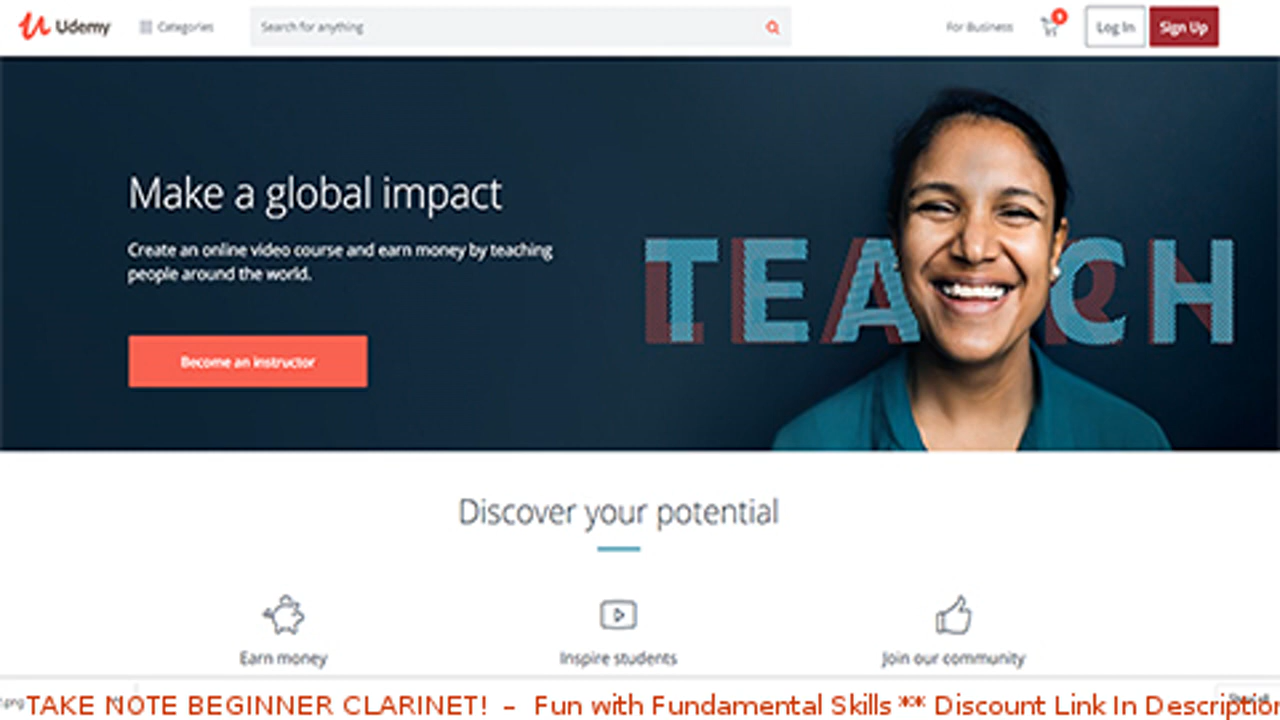 Udemy Categories Search for anything For Business Log In Sign Up
Make a global impact
Create an online video course and earn money by teaching
people around the world.
Become an instructor
TEACH
Discover your potential
Earn money Inspire students Join our community
TAKE NOTE BEGINNER CLARINET! – Fun with Fundamental Skills ** Discount Link In Description